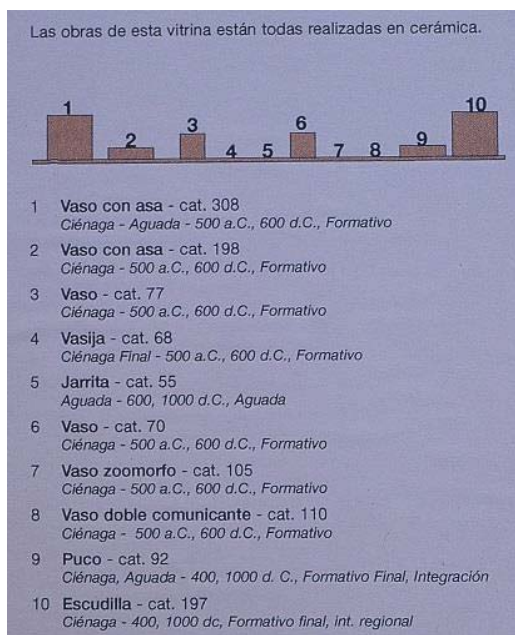 Las obras de esta vitrina están todas realizadas en cerámica.
1 2 3 4 5 6 7 8 9 10
1 Vaso con asa - cat. 308
Ciénaga - Aguada - 500 a.C., 600 d.C., Formativo
2 Vaso con asa - cat. 198
Ciénaga - 500 a.C., 600 d.C., Formativo
3 Vaso - cat. 77
Ciénaga - 500 a.C., 600 d.C., Formativo
4 Vasija - cat. 68
Ciénaga Final - 500 a.C., 600 d.C., Formativo
5 Jarrita - cat. 55
Aguada - 600, 1000 d.C., Aguada
6 Vaso - cat. 70
Ciénaga - 500 a.C., 600 d.C., Formativo
7 Vaso zoomorfo - cat. 105
Ciénaga - 500 a.C., 600 d.C., Formativo
8 Vaso doble comunicante - cat. 110
Ciénaga - 500 a.C., 600 d.C., Formativo
9 Puco - cat. 92
Ciénaga, Aguada - 400, 1000 d. C., Formativo Final, Integración
10 Escudilla - cat. 197
Ciénaga - 400, 1000 dc, Formativo final, int. regional